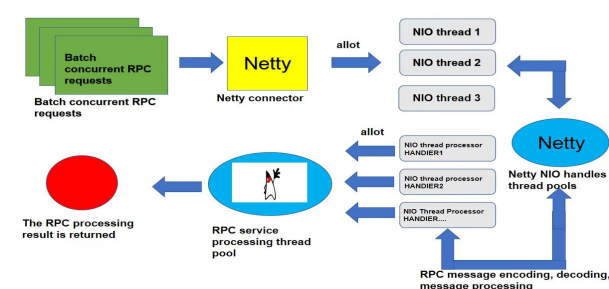 Batch
concurrent RPC
requests
Batch concurrent RPC
requests
Netty
Netty connector
allot
NIO thread 1
NIO thread 2
NIO thread 3
Netty
Netty NIO handles
thread pools
allot
NIO thread processor
HANDIER1
NIO thread processor
HANDIER2
NIO Thread Processor
HANDIER....
RPC service
processing thread
pool
The RPC processing
result is returned
RPC message encoding, decoding,
message processing